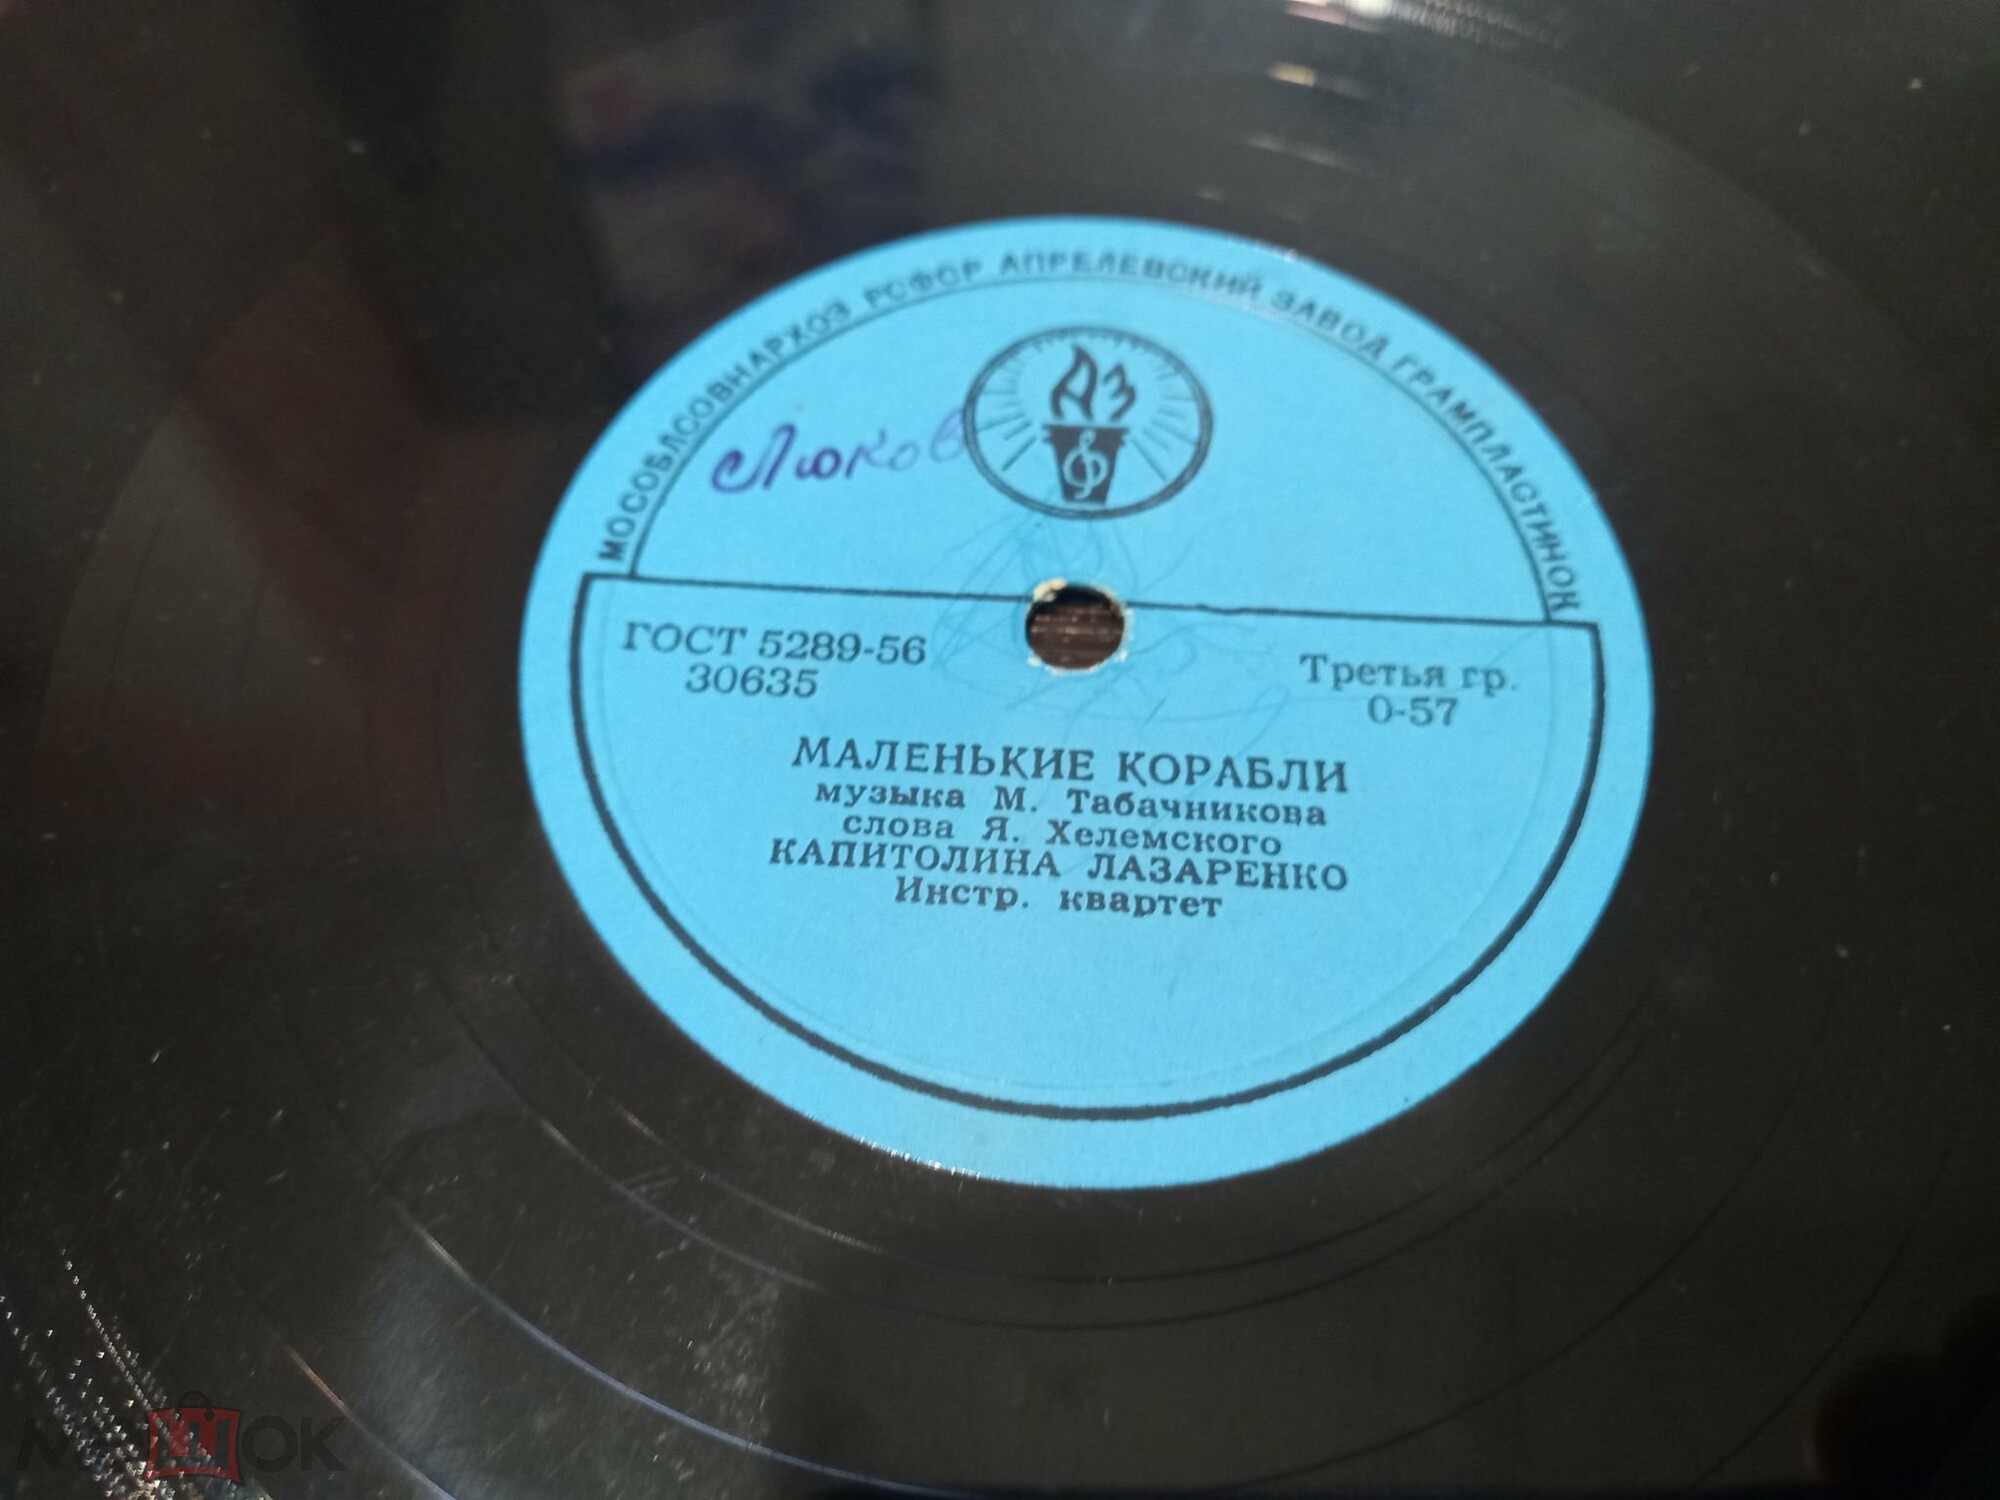 МОСОБЛСОВНАРХОЗ РСФСР АПРЕЛЕВСКИЙ ЗАВОД ГРАМПЛАСТИНОК
АЗ
Люков
ГОСТ 5289-56
30635
Третья гр.
0-57
МАЛЕНЬКИЕ КОРАБЛИ
музыка М. Табачникова
слова Я. Хелемского
КАПИТОЛИНА ЛАЗАРЕНКО
Инстр. квартет
МЕШОК